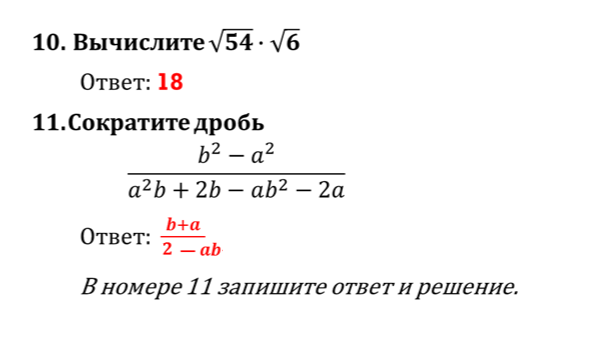 10. Вычислите √54 · √6
Ответ: 18
11.Сократите дробь
b² − a²
a²b + 2b − ab² − 2a
Ответ: b+a
2 − ab
В номере 11 запишите ответ и решение.